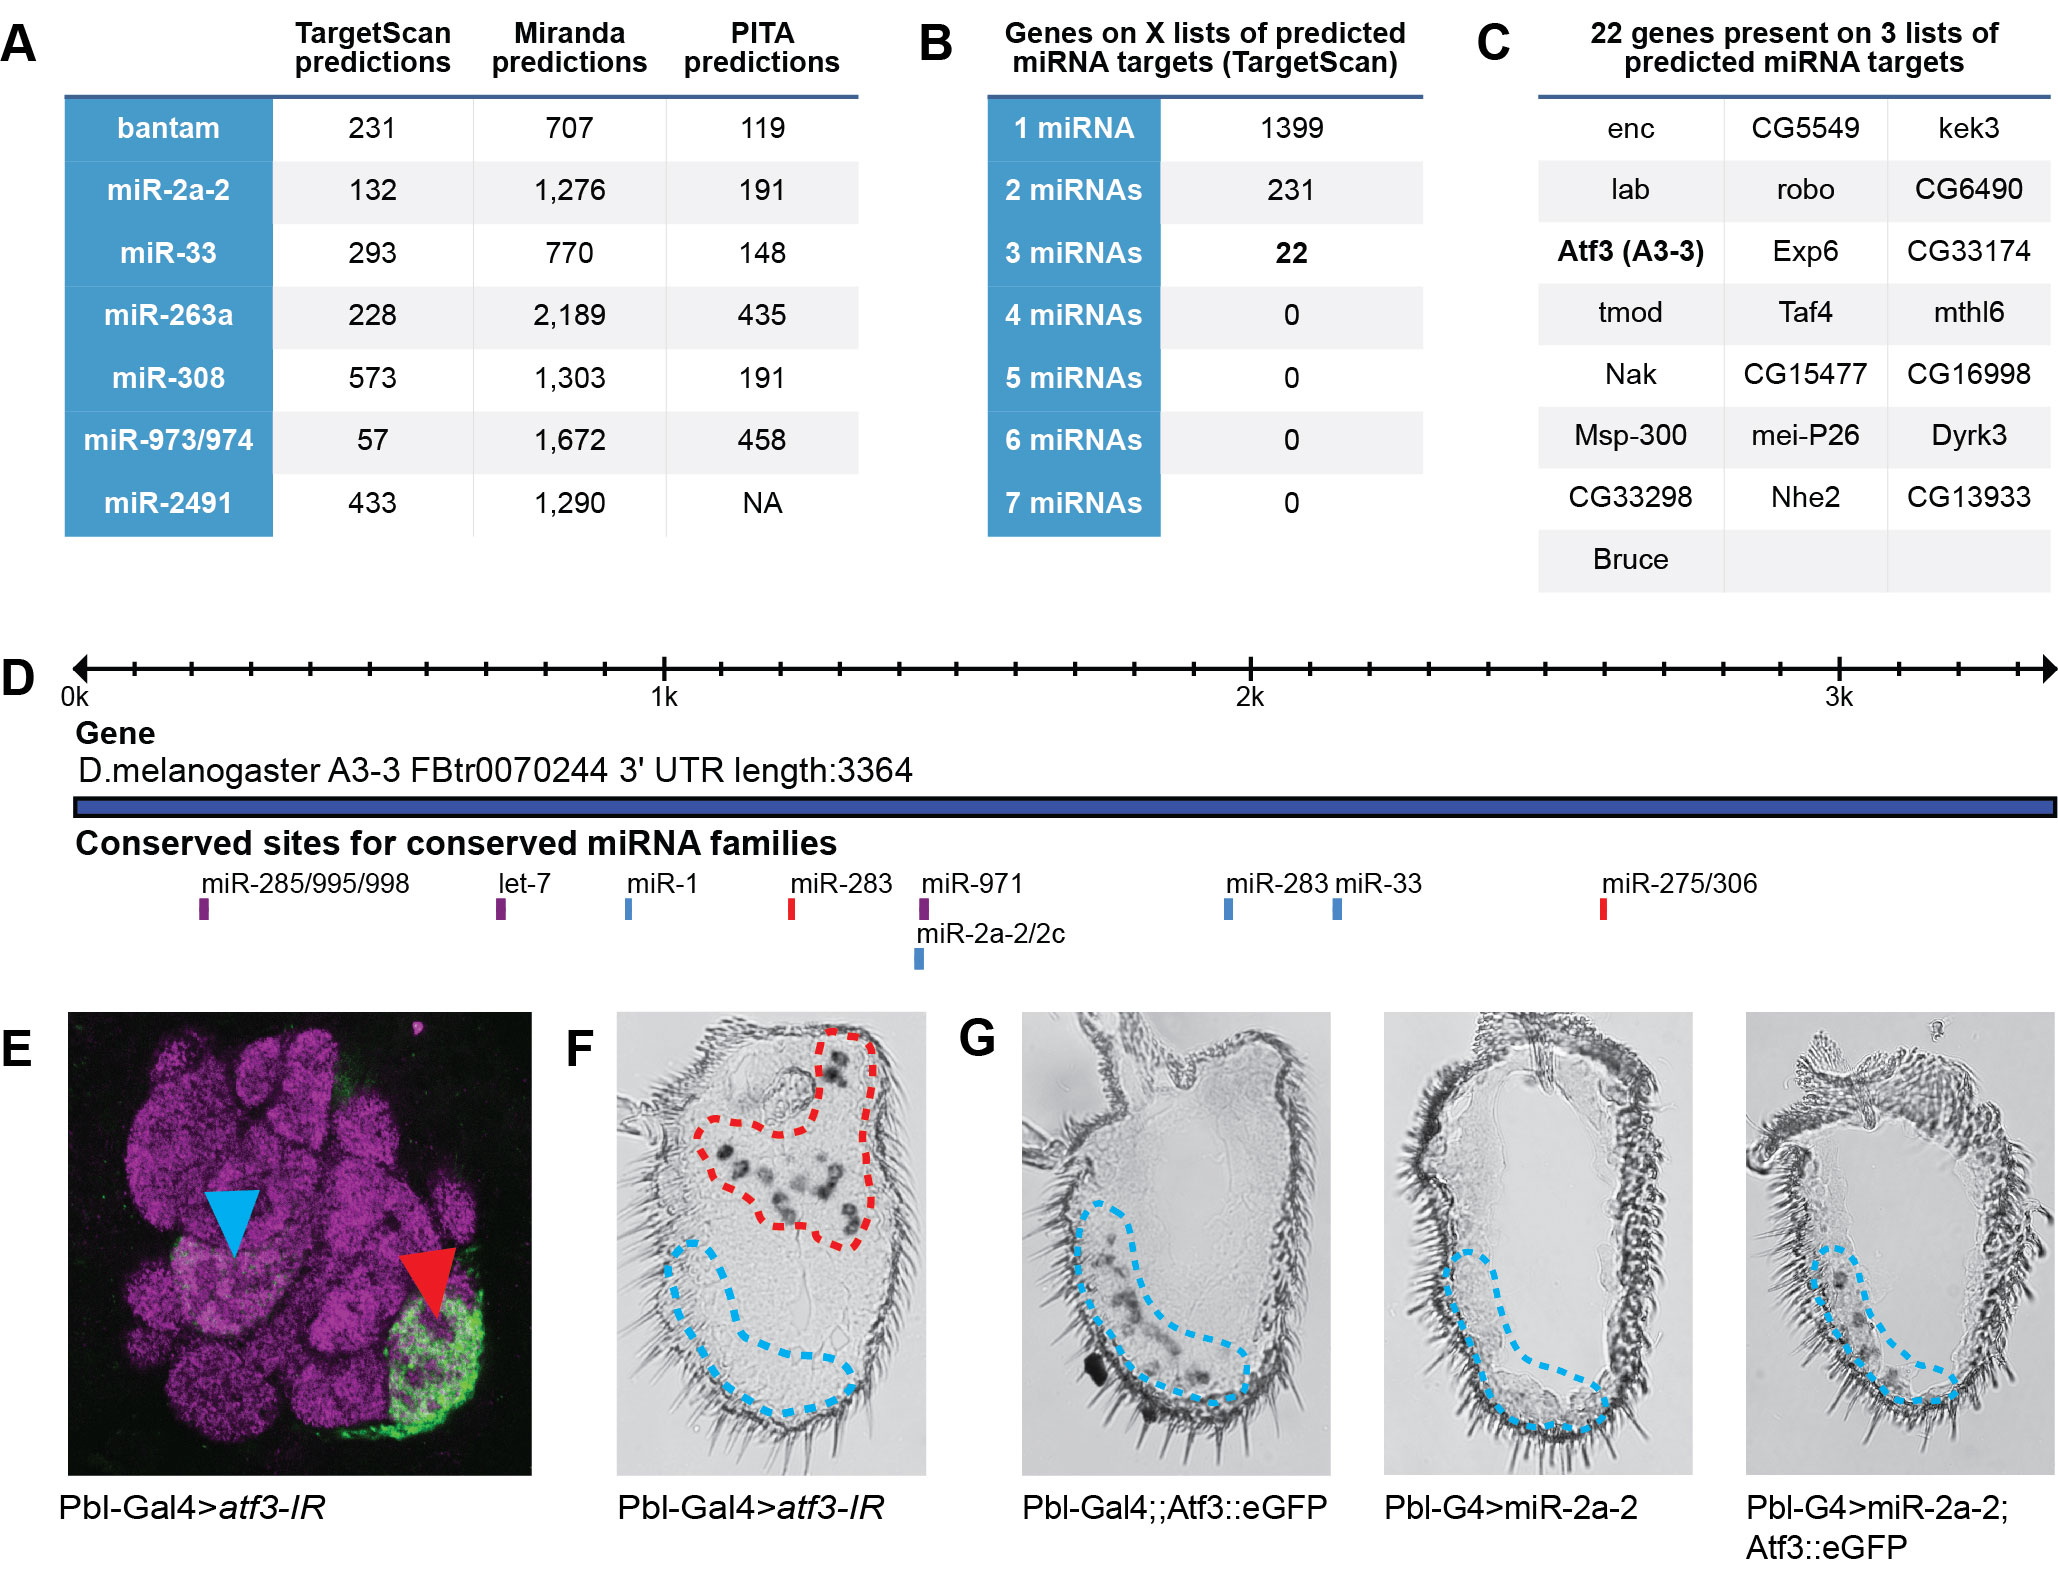 A
TargetScan predictions
Miranda predictions
PITA predictions
bantam 231 707 119
miR-2a-2 132 1,276 191
miR-33 293 770 148
miR-263a 228 2,189 435
miR-308 573 1,303 191
miR-973/974 57 1,672 458
miR-2491 433 1,290 NA
B
Genes on X lists of predicted
miRNA targets (TargetScan)
1 miRNA 1399
2 miRNAs 231
3 miRNAs 22
4 miRNAs 0
5 miRNAs 0
6 miRNAs 0
7 miRNAs 0
C
22 genes present on 3 lists of
predicted miRNA targets
enc CG5549 kek3
lab robo CG6490
Atf3 (A3-3) Exp6 CG33174
tmod Taf4 mthl6
Nak CG15477 CG16998
Msp-300 mei-P26 Dyrk3
CG33298 Nhe2 CG13933
Bruce
D
0k 1k 2k 3k
Gene
D.melanogaster A3-3 FBtr0070244 3' UTR length:3364
Conserved sites for conserved miRNA families
miR-285/995/998 let-7 miR-1 miR-283 miR-971 miR-283 miR-33 miR-275/306
miR-2a-2/2c
E
Pbl-Gal4>atf3-IR
F
Pbl-Gal4>atf3-IR
G
Pbl-Gal4;;Atf3::eGFP
Pbl-G4>miR-2a-2
Pbl-G4>miR-2a-2;
Atf3::eGFP